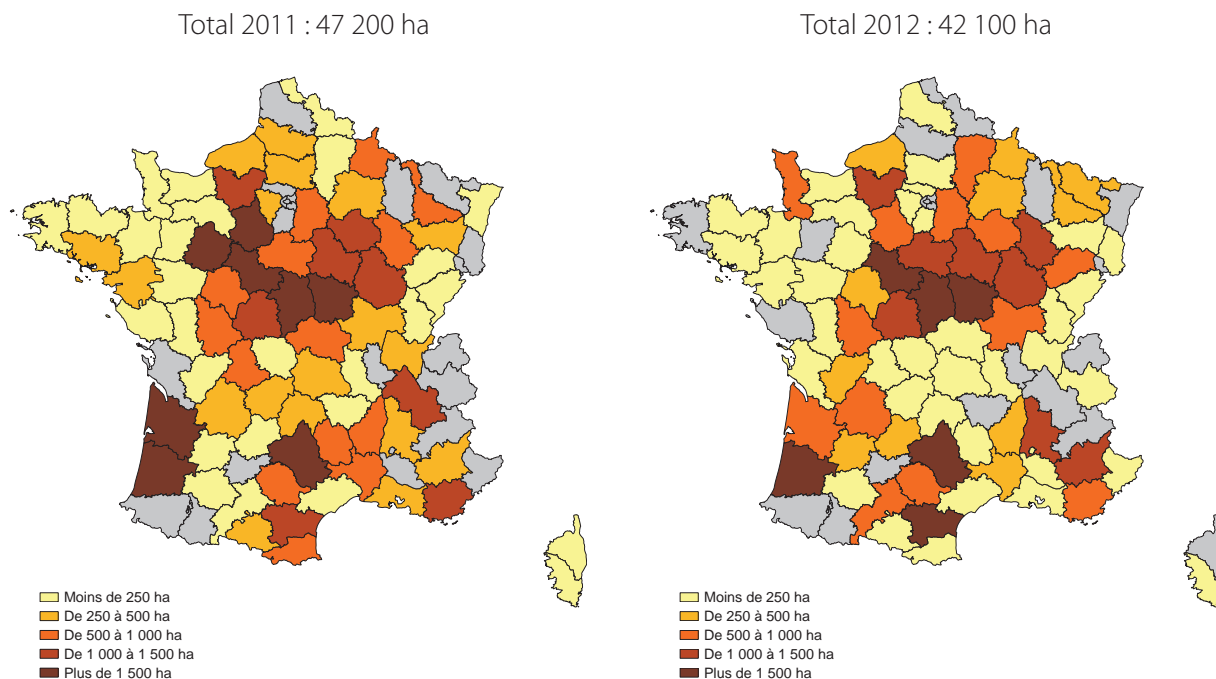 Total 2011 : 47 200 ha
Total 2012 : 42 100 ha
Moins de 250 ha
De 250 à 500 ha
De 500 à 1 000 ha
De 1 000 à 1 500 ha
Plus de 1 500 ha
Moins de 250 ha
De 250 à 500 ha
De 500 à 1 000 ha
De 1 000 à 1 500 ha
Plus de 1 500 ha